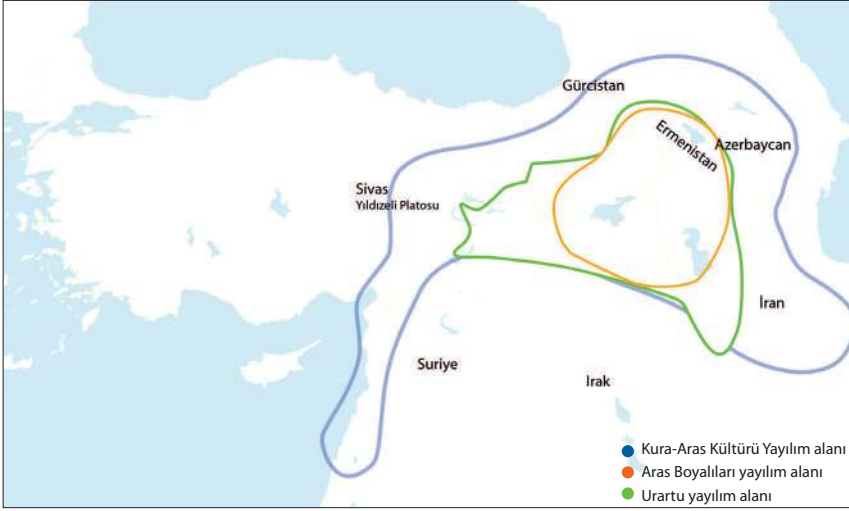 Gürcistan
Ermenistan
Azerbaycan
Sivas
Yıldızeli Platosu
İran
Suriye
Irak
Kura-Aras Kültürü Yayılım alanı
Aras Boyalıları yayılım alanı
Urartu yayılım alanı